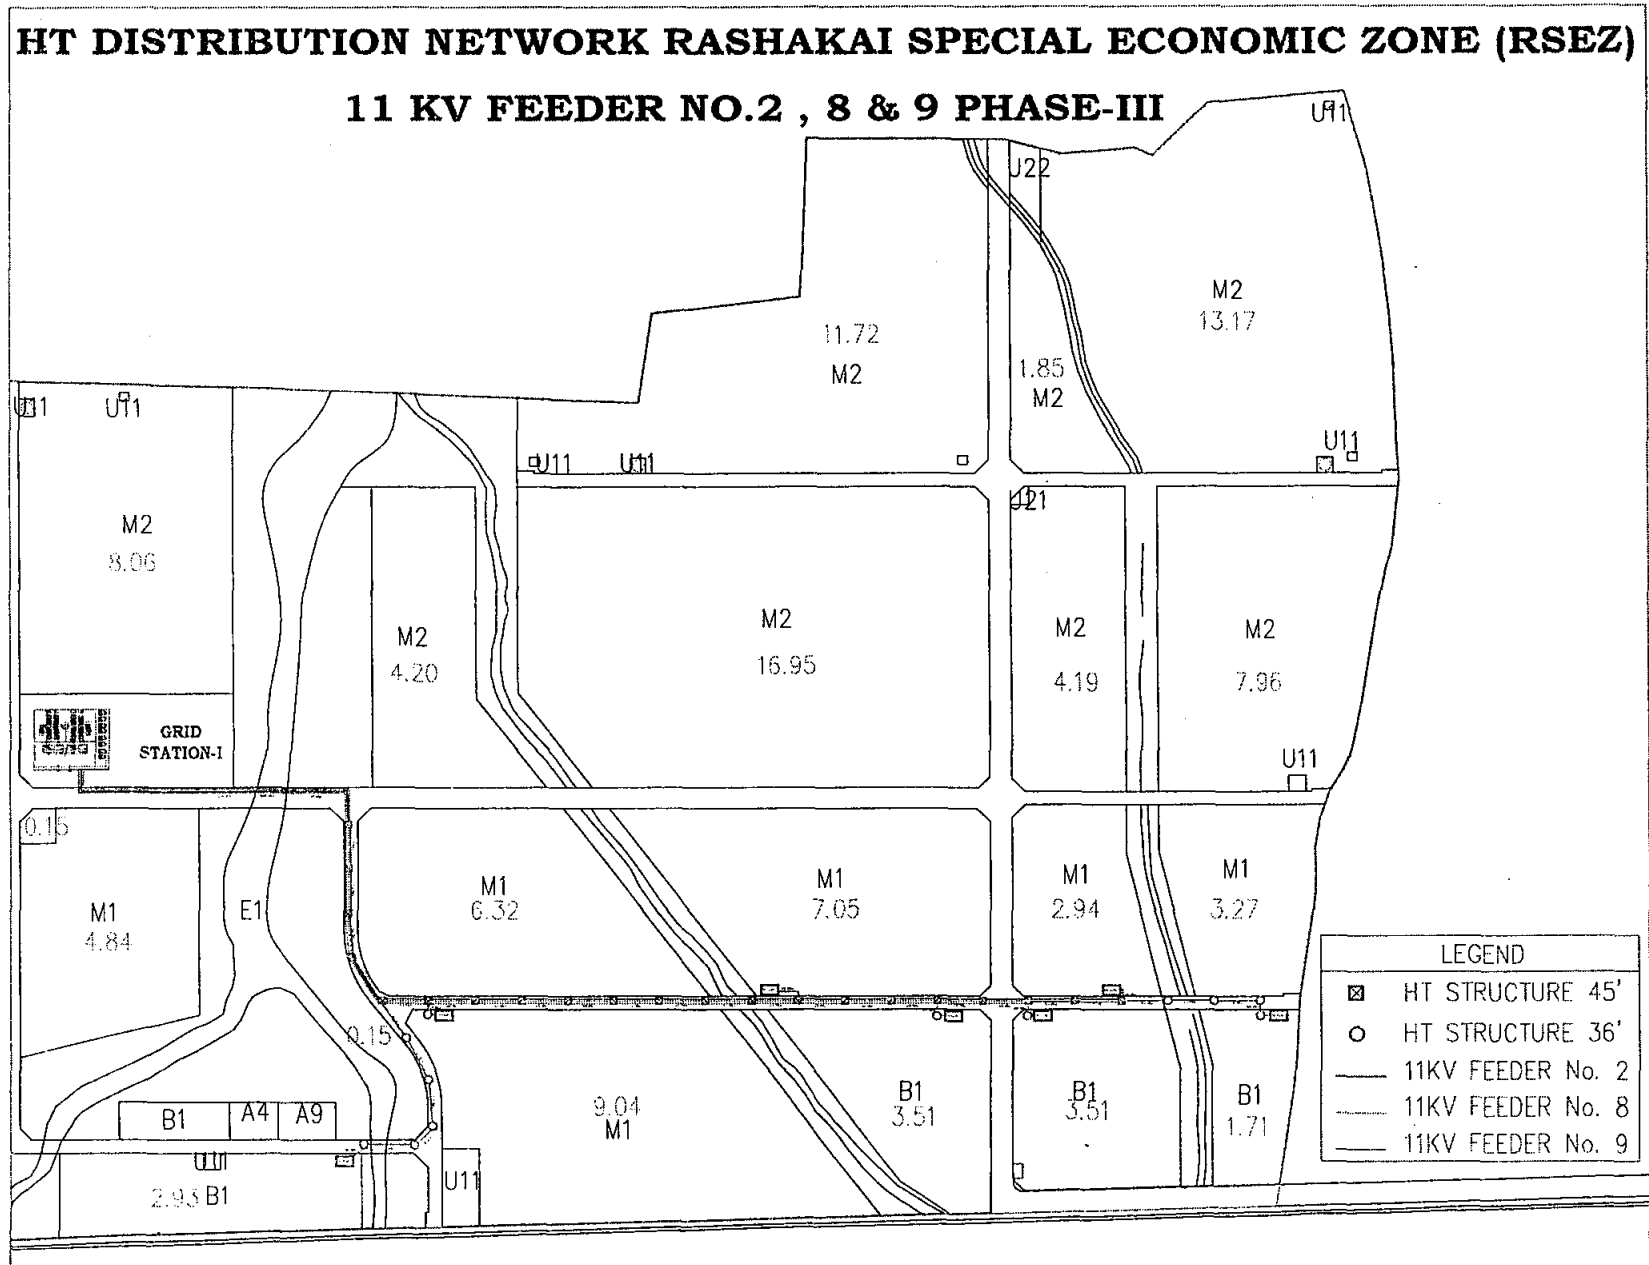 HT DISTRIBUTION NETWORK RASHAKAI SPECIAL ECONOMIC ZONE (RSEZ)
11 KV FEEDER NO.2 , 8 & 9 PHASE-III
U11
U22
M2
13.17
11.72
M2
1.85
M2
U11
U11
U11
U11
U11
U21
M2
8.06
M2
4.20
M2
16.95
M2
4.19
M2
7.96
GRID
STATION-1
U11
0.15
M1
4.84
E1
M1
6.32
M1
7.05
M1
2.94
M1
3.27
LEGEND
HT STRUCTURE 45'
HT STRUCTURE 36'
11KV FEEDER No. 2
11KV FEEDER No. 8
11KV FEEDER No. 9
0.15
9.04
M1
B1
3.51
B1
3.51
B1
1.71
B1
A4
A9
U11
2.93 B1